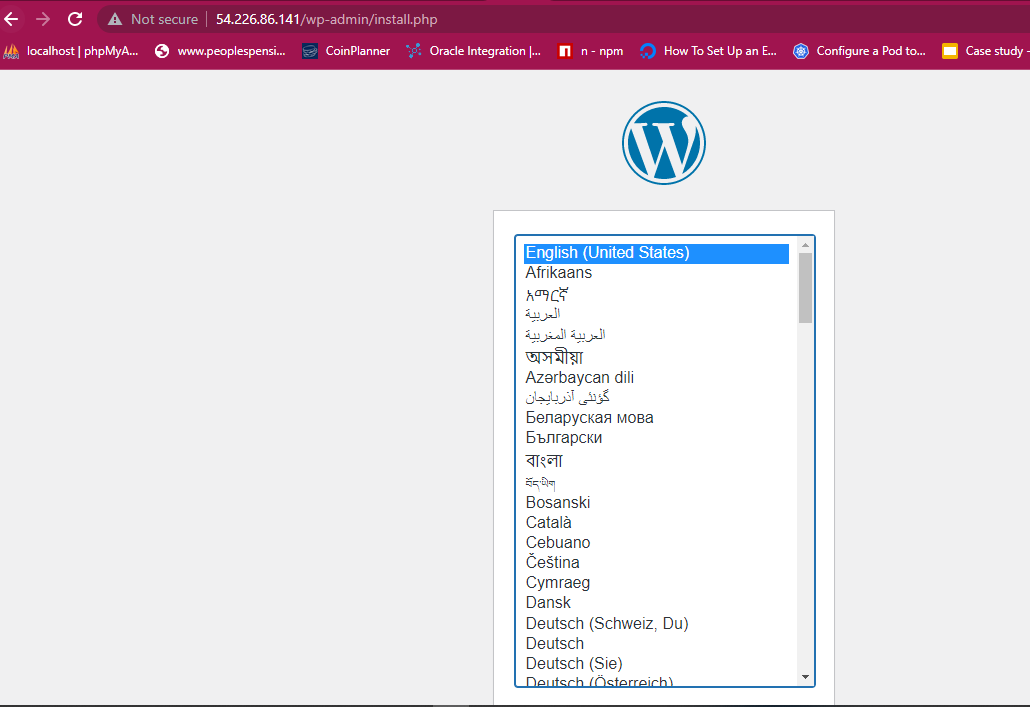 Not secure 54.226.86.141/wp-admin/install.php
localhost | phpMyA... www.peoplespensi... CoinPlanner Oracle Integration |... n - npm How To Set Up an E... Configure a Pod to... Case study -
English (United States)
Afrikaans
አማርኛ
العربية
العربية المغربية
অসমীয়া
Azərbaycan dili
گؤنئی آذربایجان
Беларуская мова
Български
বাংলা
བོད་ཡིག
Bosanski
Català
Cebuano
Čeština
Cymraeg
Dansk
Deutsch (Schweiz, Du)
Deutsch
Deutsch (Sie)
Deutsch (Österreich)